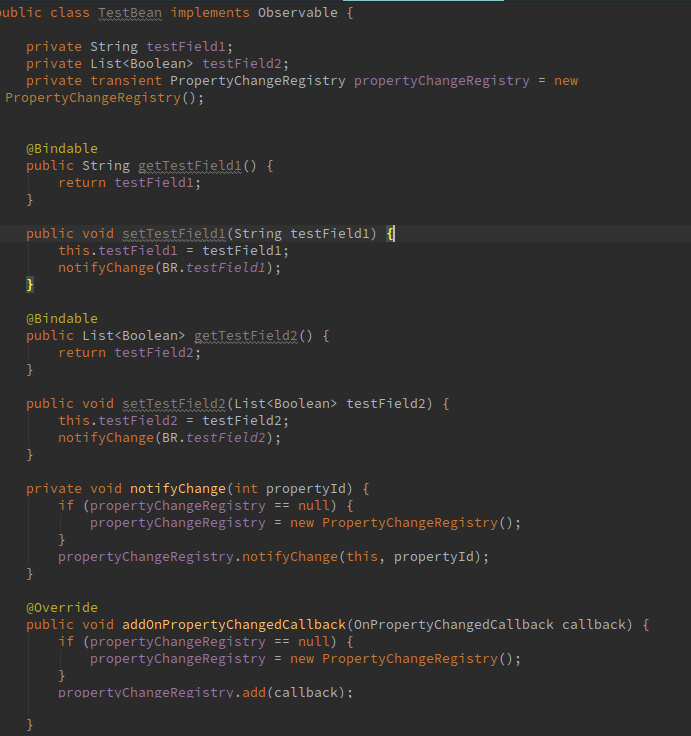 public class TestBean implements Observable {
private String testField1;
private List<Boolean> testField2;
private transient PropertyChangeRegistry propertyChangeRegistry = new
PropertyChangeRegistry();
@Bindable
public String getTestField1() {
return testField1;
}
public void setTestField1(String testField1) {
this.testField1 = testField1;
notifyChange(BR.testField1);
}
@Bindable
public List<Boolean> getTestField2() {
return testField2;
}
public void setTestField2(List<Boolean> testField2) {
this.testField2 = testField2;
notifyChange(BR.testField2);
}
private void notifyChange(int propertyId) {
if (propertyChangeRegistry == null) {
propertyChangeRegistry = new PropertyChangeRegistry();
}
propertyChangeRegistry.notifyChange(this, propertyId);
}
@Override
public void addOnPropertyChangedCallback(OnPropertyChangedCallback callback) {
if (propertyChangeRegistry == null) {
propertyChangeRegistry = new PropertyChangeRegistry();
}
propertyChangeRegistry.add(callback);
}